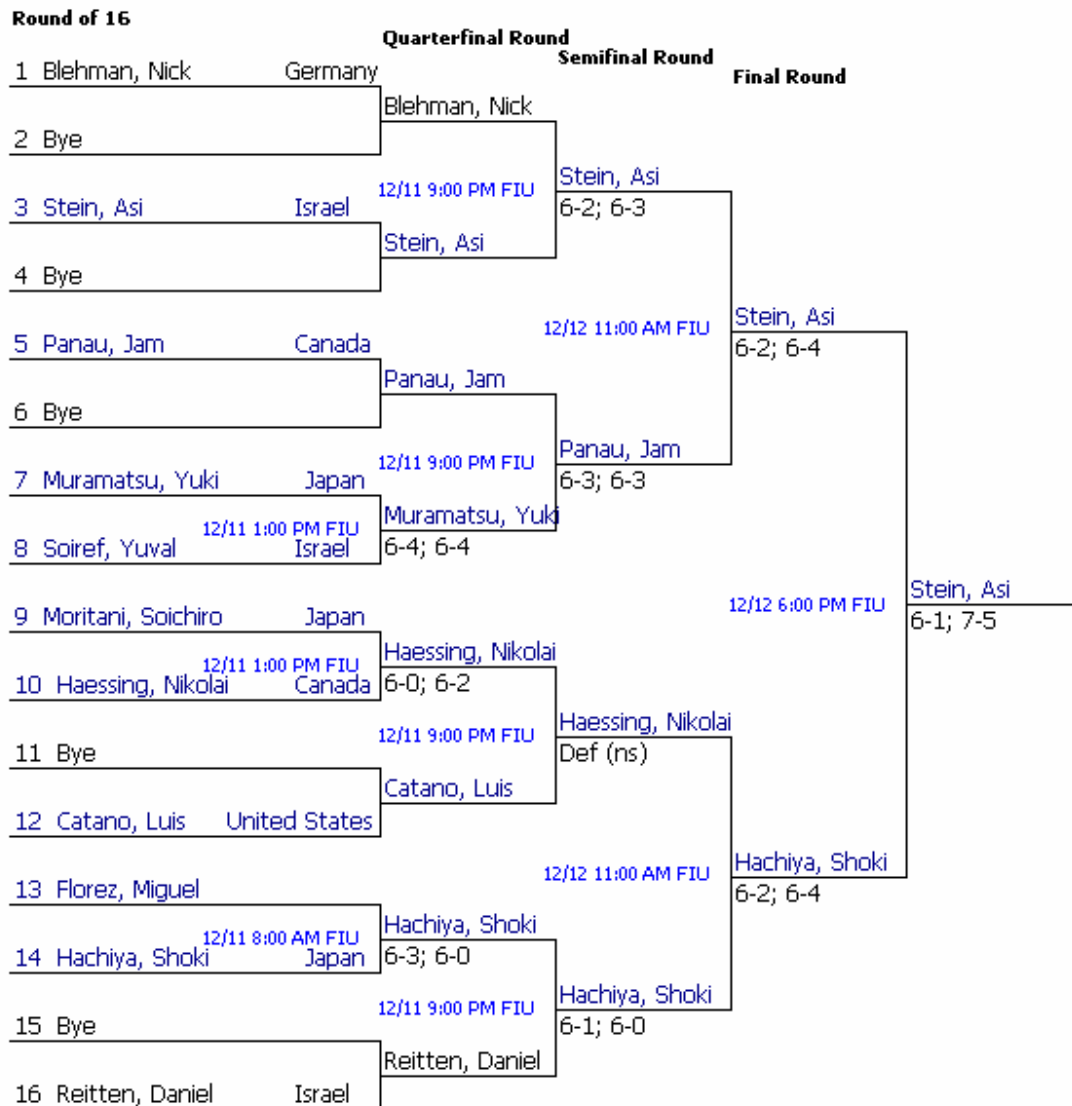 Round of 16
Quarterfinal Round
Semifinal Round
Final Round
1 Blehman, Nick Germany
Blehman, Nick
2 Bye
12/11 9:00 PM FIU
Stein, Asi
6-2; 6-3
3 Stein, Asi Israel
Stein, Asi
4 Bye
12/12 11:00 AM FIU
Stein, Asi
6-2; 6-4
5 Panau, Jam Canada
Panau, Jam
6 Bye
12/11 9:00 PM FIU
Panau, Jam
6-3; 6-3
7 Muramatsu, Yuki Japan
12/11 1:00 PM FIU
Muramatsu, Yuki
6-4; 6-4
8 Soiref, Yuval Israel
12/12 6:00 PM FIU
Stein, Asi
6-1; 7-5
9 Moritani, Soichiro Japan
12/11 1:00 PM FIU
Haessing, Nikolai
6-0; 6-2
10 Haessing, Nikolai Canada
12/11 9:00 PM FIU
Haessing, Nikolai
Def (ns)
11 Bye
Catano, Luis
12 Catano, Luis United States
12/12 11:00 AM FIU
Hachiya, Shoki
6-2; 6-4
13 Florez, Miguel
12/11 8:00 AM FIU
Hachiya, Shoki
6-3; 6-0
14 Hachiya, Shoki Japan
12/11 9:00 PM FIU
Hachiya, Shoki
6-1; 6-0
15 Bye
Reitten, Daniel
16 Reitten, Daniel Israel